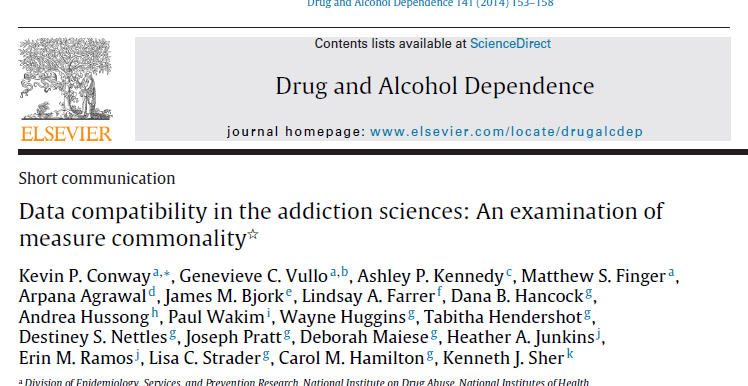 Drug and Alcohol Dependence 141 (2014) 153–158
Contents lists available at ScienceDirect
Drug and Alcohol Dependence
journal homepage: www.elsevier.com/locate/drugalcdep
ELSEVIER
Short communication
Data compatibility in the addiction sciences: An examination of
measure commonality☆
Kevin P. Conway a,∗, Genevieve C. Vullo a,b, Ashley P. Kennedy c, Matthew S. Finger a,
Arpana Agrawal d, James M. Bjork e, Lindsay A. Farrer f, Dana B. Hancock g,
Andrea Hussong h, Paul Wakim i, Wayne Huggins g, Tabitha Hendershot g,
Destiney S. Nettles g, Joseph Pratt g, Deborah Maiese g, Heather A. Junkins j,
Erin M. Ramos j, Lisa C. Strader g, Carol M. Hamilton g, Kenneth J. Sher k
a Division of Epidemiology, Services, and Prevention Research, National Institute on Drug Abuse, National Institutes of Health,